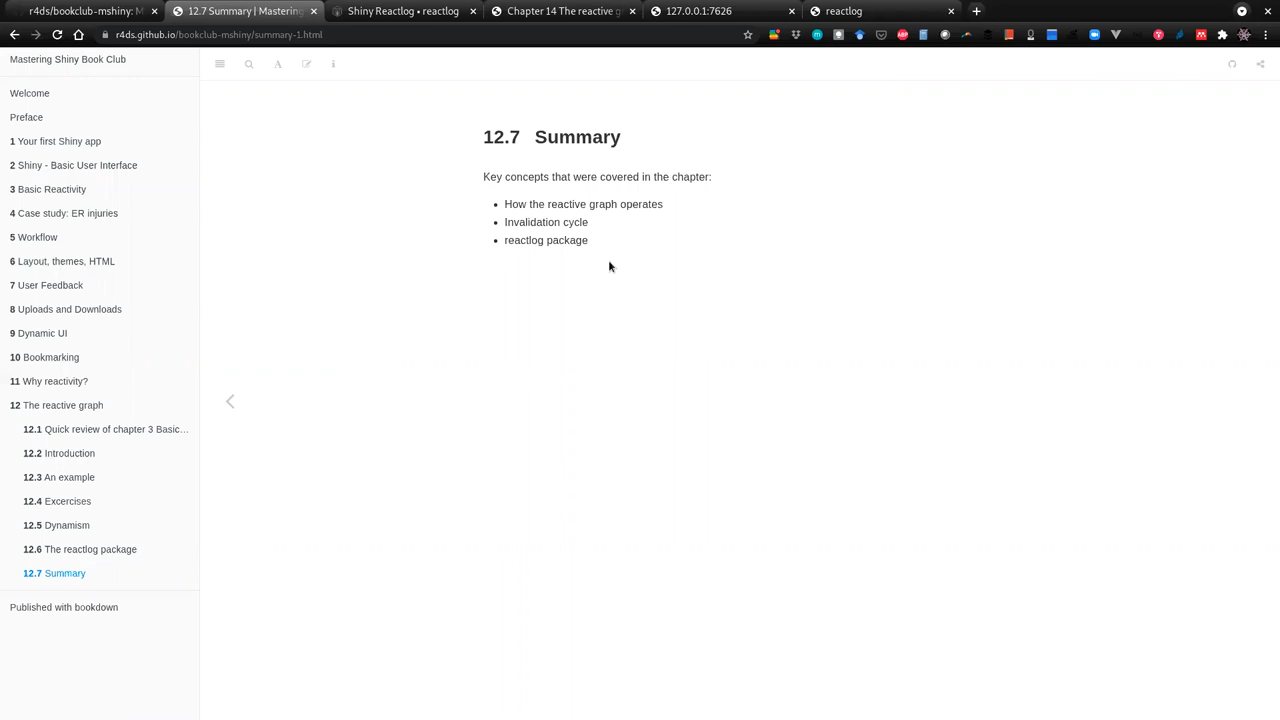 r4ds/bookclub-mshiny: M
12.7 Summary | Mastering
Shiny Reactlog • reactlog
Chapter 14 The reactive g
127.0.0.1:7626
reactlog
r4ds.github.io/bookclub-mshiny/summary-1.html
Mastering Shiny Book Club
Welcome
Preface
1 Your first Shiny app
2 Shiny - Basic User Interface
3 Basic Reactivity
4 Case study: ER injuries
5 Workflow
6 Layout, themes, HTML
7 User Feedback
8 Uploads and Downloads
9 Dynamic UI
10 Bookmarking
11 Why reactivity?
12 The reactive graph
12.1 Quick review of chapter 3 Basic…
12.2 Introduction
12.3 An example
12.4 Excercises
12.5 Dynamism
12.6 The reactlog package
12.7 Summary
Published with bookdown
12.7 Summary
Key concepts that were covered in the chapter:
• How the reactive graph operates
• Invalidation cycle
• reactlog package